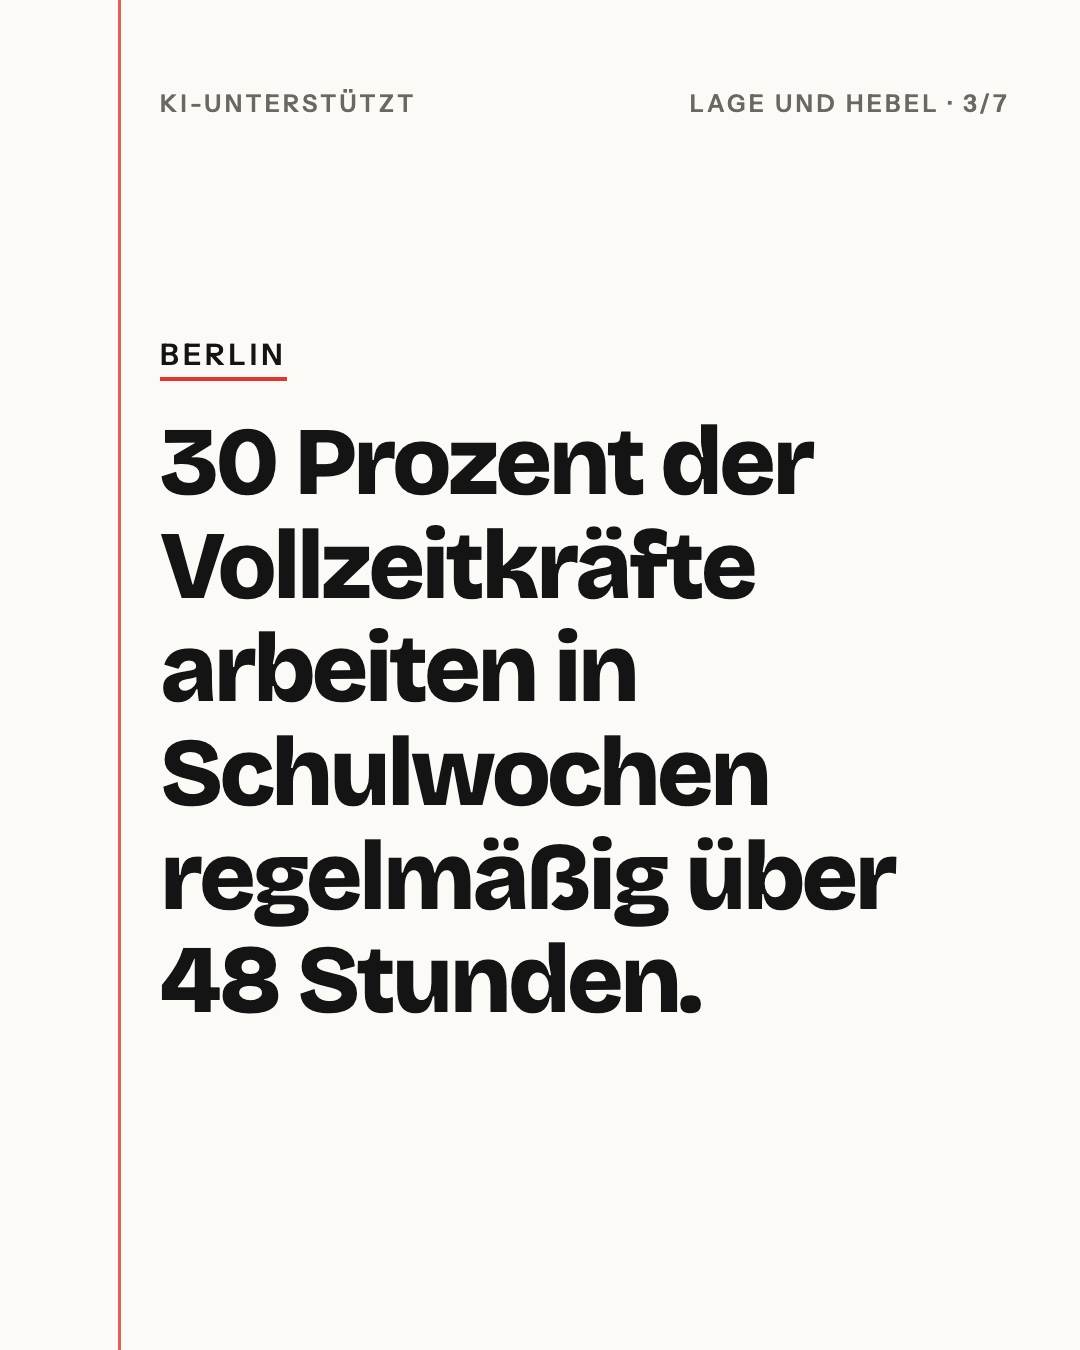 KI-UNTERSTÜTZT
LAGE UND HEBEL · 3/7
BERLIN
30 Prozent der
Vollzeitkräfte
arbeiten in
Schulwochen
regelmäßig über
48 Stunden.